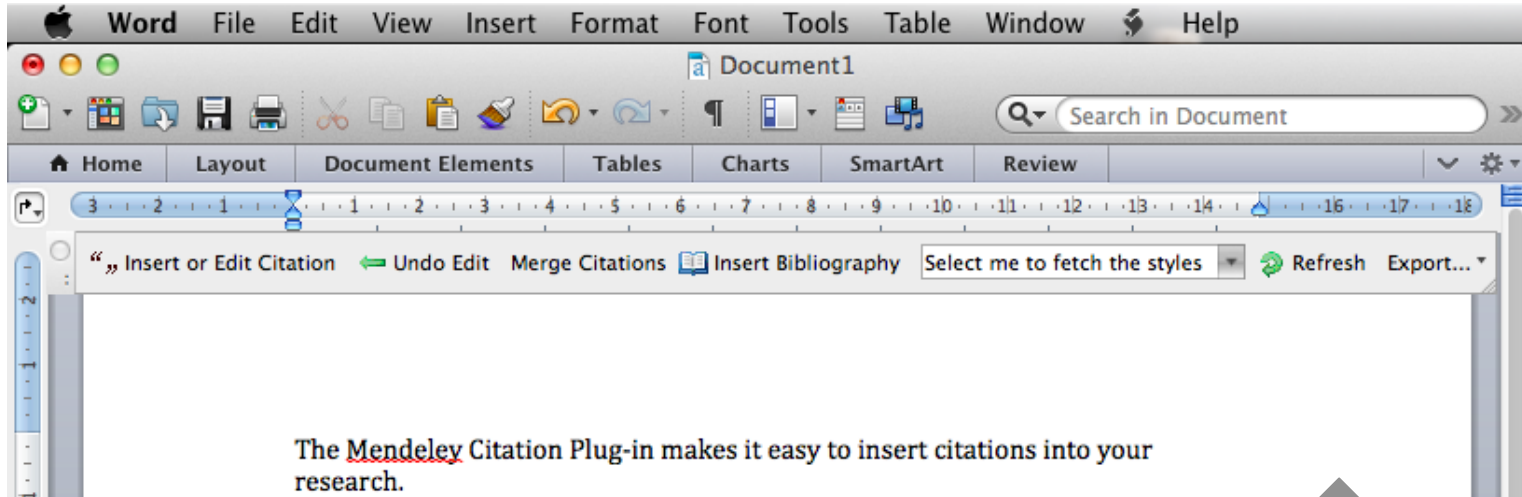 Word File Edit View Insert Format Font Tools Table Window Help
Document1
Search in Document
Home Layout Document Elements Tables Charts SmartArt Review
3 2 1 1 2 3 4 5 6 7 8 9 10 11 12 13 14 16 17 18
“„ Insert or Edit Citation Undo Edit Merge Citations Insert Bibliography Select me to fetch the styles Refresh Export...
2
1
The Mendeley Citation Plug-in makes it easy to insert citations into your
research.